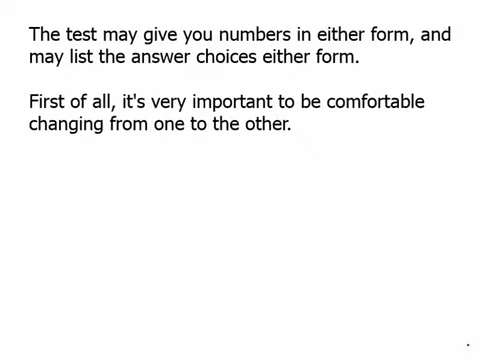 The test may give you numbers in either form, and
may list the answer choices either form.
First of all, it's very important to be comfortable
changing from one to the other.